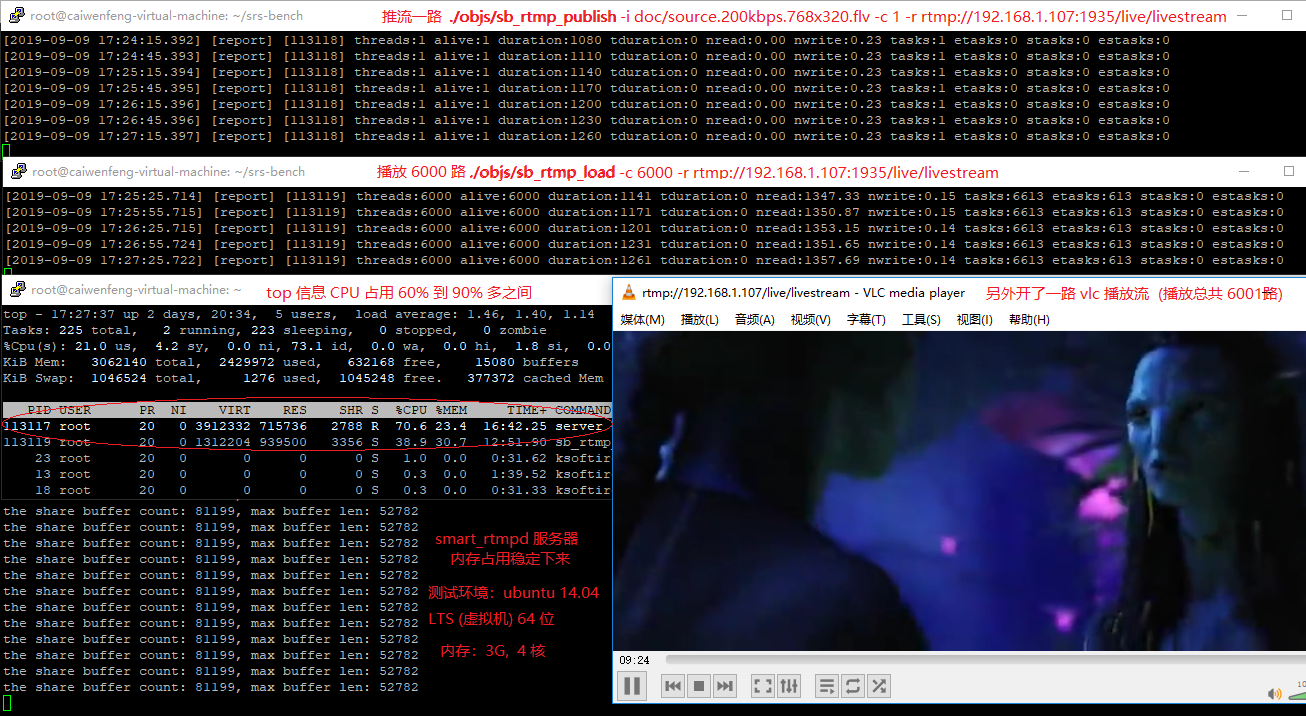 root@caiwenfeng-virtual-machine: ~/srs-bench 推流一路 ./objs/sb_rtmp_publish -i doc/source.200kbps.768x320.flv -c 1 -r rtmp://192.168.1.107:1935/live/livestream
[2019-09-09 17:24:15.392] [report] [113118] threads:1 alive:1 duration:1080 tduration:0 nread:0.00 nwrite:0.23 tasks:1 etasks:0 stasks:0 estasks:0
[2019-09-09 17:24:45.393] [report] [113118] threads:1 alive:1 duration:1110 tduration:0 nread:0.00 nwrite:0.23 tasks:1 etasks:0 stasks:0 estasks:0
[2019-09-09 17:25:15.394] [report] [113118] threads:1 alive:1 duration:1140 tduration:0 nread:0.00 nwrite:0.23 tasks:1 etasks:0 stasks:0 estasks:0
[2019-09-09 17:25:45.395] [report] [113118] threads:1 alive:1 duration:1170 tduration:0 nread:0.00 nwrite:0.23 tasks:1 etasks:0 stasks:0 estasks:0
[2019-09-09 17:26:15.396] [report] [113118] threads:1 alive:1 duration:1200 tduration:0 nread:0.00 nwrite:0.23 tasks:1 etasks:0 stasks:0 estasks:0
[2019-09-09 17:26:45.396] [report] [113118] threads:1 alive:1 duration:1230 tduration:0 nread:0.00 nwrite:0.23 tasks:1 etasks:0 stasks:0 estasks:0
[2019-09-09 17:27:15.397] [report] [113118] threads:1 alive:1 duration:1260 tduration:0 nread:0.00 nwrite:0.23 tasks:1 etasks:0 stasks:0 estasks:0
root@caiwenfeng-virtual-machine: ~/srs-bench 播放 6000 路 ./objs/sb_rtmp_load -c 6000 -r rtmp://192.168.1.107:1935/live/livestream
[2019-09-09 17:25:25.714] [report] [113119] threads:6000 alive:6000 duration:1141 tduration:0 nread:1347.33 nwrite:0.15 tasks:6613 etasks:613 stasks:0 estasks:0
[2019-09-09 17:25:55.715] [report] [113119] threads:6000 alive:6000 duration:1171 tduration:0 nread:1350.87 nwrite:0.15 tasks:6613 etasks:613 stasks:0 estasks:0
[2019-09-09 17:26:25.715] [report] [113119] threads:6000 alive:6000 duration:1201 tduration:0 nread:1353.15 nwrite:0.14 tasks:6613 etasks:613 stasks:0 estasks:0
[2019-09-09 17:26:55.724] [report] [113119] threads:6000 alive:6000 duration:1231 tduration:0 nread:1351.65 nwrite:0.14 tasks:6613 etasks:613 stasks:0 estasks:0
[2019-09-09 17:27:25.722] [report] [113119] threads:6000 alive:6000 duration:1261 tduration:0 nread:1357.69 nwrite:0.14 tasks:6613 etasks:613 stasks:0 estasks:0
root@caiwenfeng-virtual-machine: ~ top 信息 CPU 占用 60% 到 90% 多之间
top - 17:27:37 up 2 days, 20:34, 5 users, load average: 1.46, 1.40, 1.14
Tasks: 225 total, 2 running, 223 sleeping, 0 stopped, 0 zombie
%Cpu(s): 21.0 us, 4.2 sy, 0.0 ni, 73.1 id, 0.0 wa, 0.0 hi, 1.8 si, 0.0
KiB Mem: 3062140 total, 2429972 used, 632168 free, 15080 buffers
KiB Swap: 1046524 total, 1276 used, 1045248 free. 377372 cached Mem
PID USER PR NI VIRT RES SHR S %CPU %MEM TIME+ COMMAND
113117 root 20 0 3912332 715736 2788 R 70.6 23.4 16:42.25 server
113119 root 20 0 1312204 939500 3356 S 38.9 30.7 12:51.90 sb_rtmp
23 root 20 0 0 0 0 S 1.0 0.0 0:31.62 ksoftir
13 root 20 0 0 0 0 S 0.3 0.0 1:39.52 ksoftir
18 root 20 0 0 0 0 S 0.3 0.0 0:31.33 ksoftir
the share buffer count: 81199, max buffer len: 52782
the share buffer count: 81199, max buffer len: 52782
the share buffer count: 81199, max buffer len: 52782
the share buffer count: 81199, max buffer len: 52782
the share buffer count: 81199, max buffer len: 52782
the share buffer count: 81199, max buffer len: 52782
the share buffer count: 81199, max buffer len: 52782
the share buffer count: 81199, max buffer len: 52782
the share buffer count: 81199, max buffer len: 52782
the share buffer count: 81199, max buffer len: 52782
the share buffer count: 81199, max buffer len: 52782
the share buffer count: 81199, max buffer len: 52782
smart_rtmpd 服务器
内存占用稳定下来
测试环境：ubuntu 14.04
LTS (虚拟机) 64 位
内存：3G，4 核
rtmp://192.168.1.107/live/livestream - VLC media player 另外开了一路 vlc 播放流（播放总共 6001路）
媒体(M) 播放(L) 音频(A) 视频(V) 字幕(T) 工具(S) 视图(I) 帮助(H)
09:24